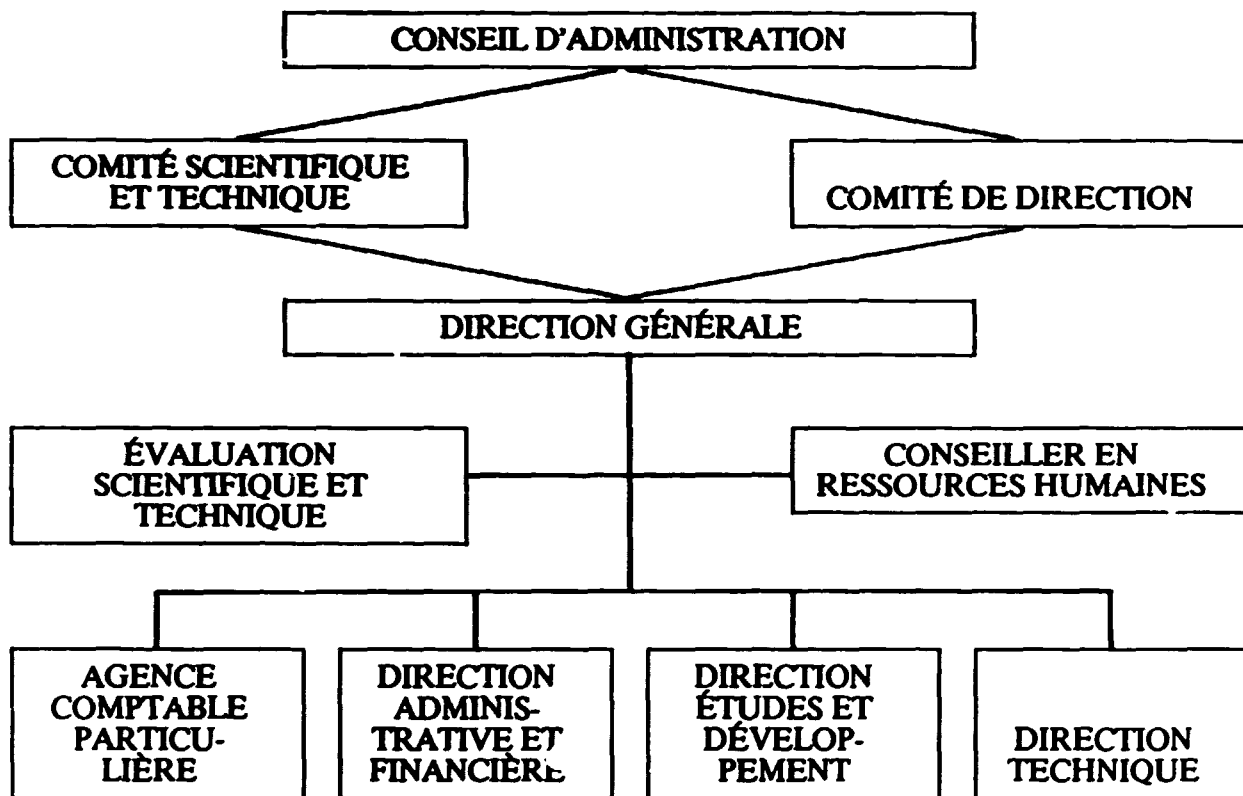 CONSEIL D'ADMINISTRATION
COMITÉ SCIENTIFIQUE
ET TECHNIQUE
COMITÉ DE DIRECTION
DIRECTION GÉNÉRALE
ÉVALUATION
SCIENTIFIQUE ET
TECHNIQUE
CONSEILLER EN
RESSOURCES HUMAINES
AGENCE
COMPTABLE
PARTICU-
LIÈRE
DIRECTION
ADMINIS-
TRATIVE ET
FINANCIÈRE
DIRECTION
ÉTUDES ET
DÉVELOP-
PEMENT
DIRECTION
TECHNIQUE